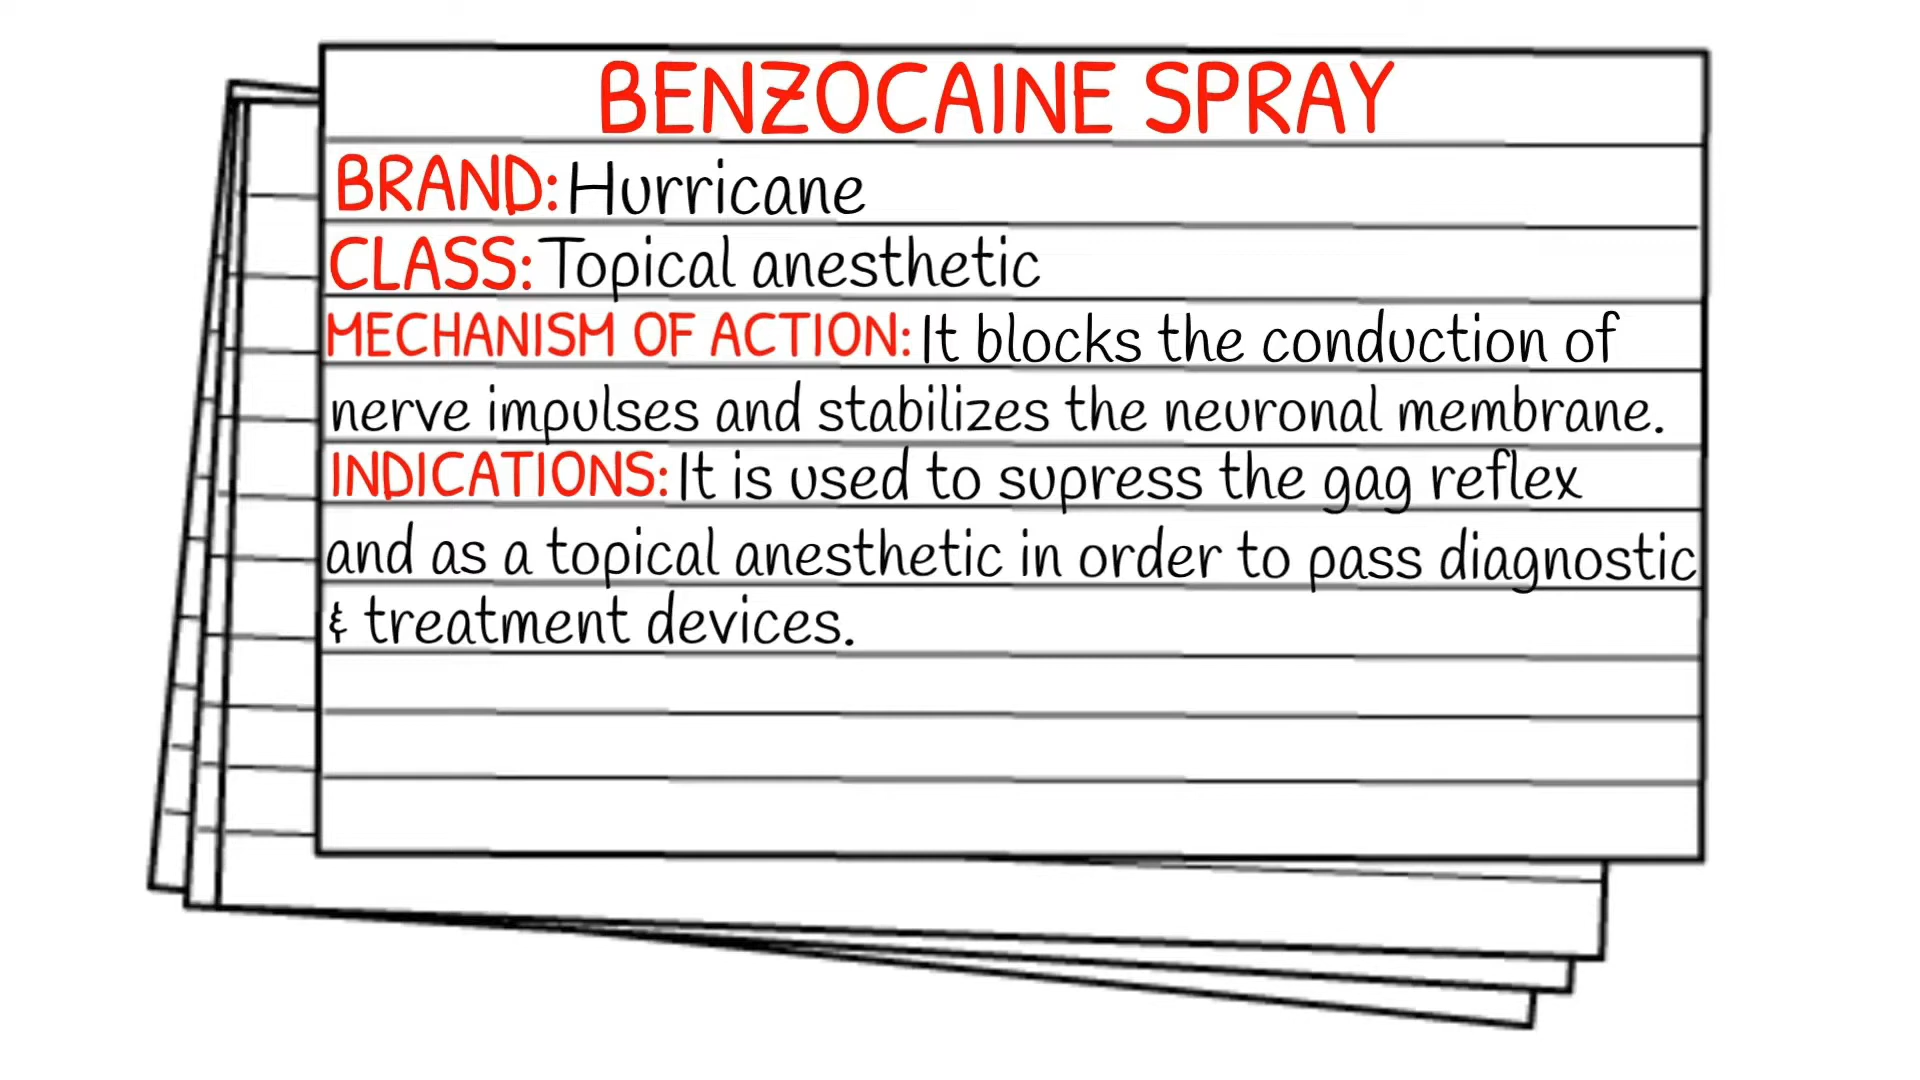 BENZOCAINE SPRAY
BRAND: Hurricane
CLASS: Topical anesthetic
MECHANISM OF ACTION: It blocks the conduction of
nerve impulses and stabilizes the neuronal membrane.
INDICATIONS: It is used to supress the gag reflex
and as a topical anesthetic in order to pass diagnostic
& treatment devices.